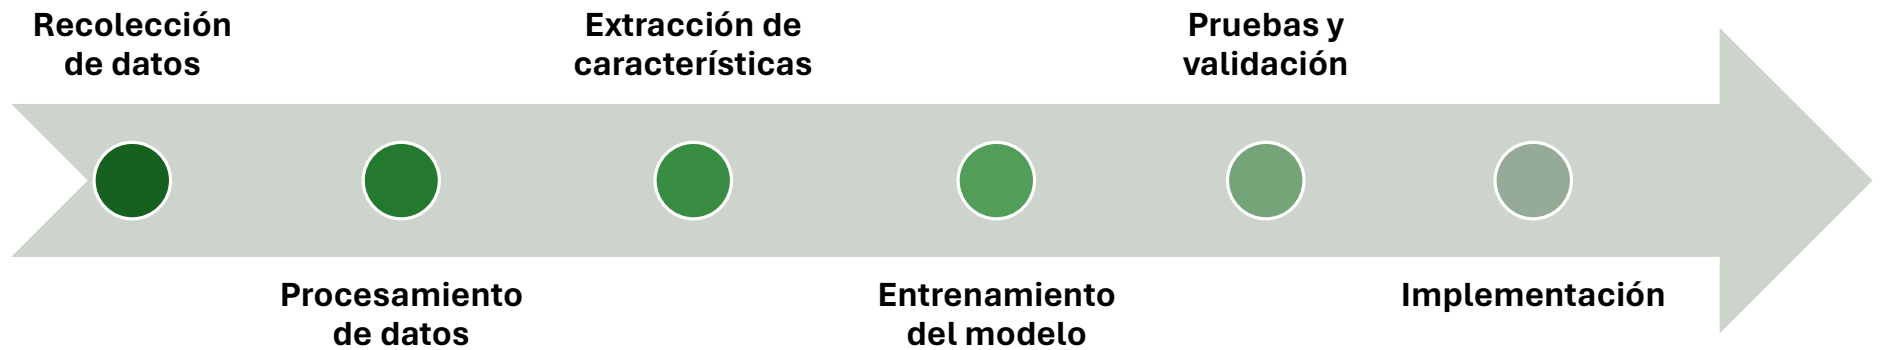 Recolección
de datos
Procesamiento
de datos
Extracción de
características
Entrenamiento
del modelo
Pruebas y
validación
Implementación